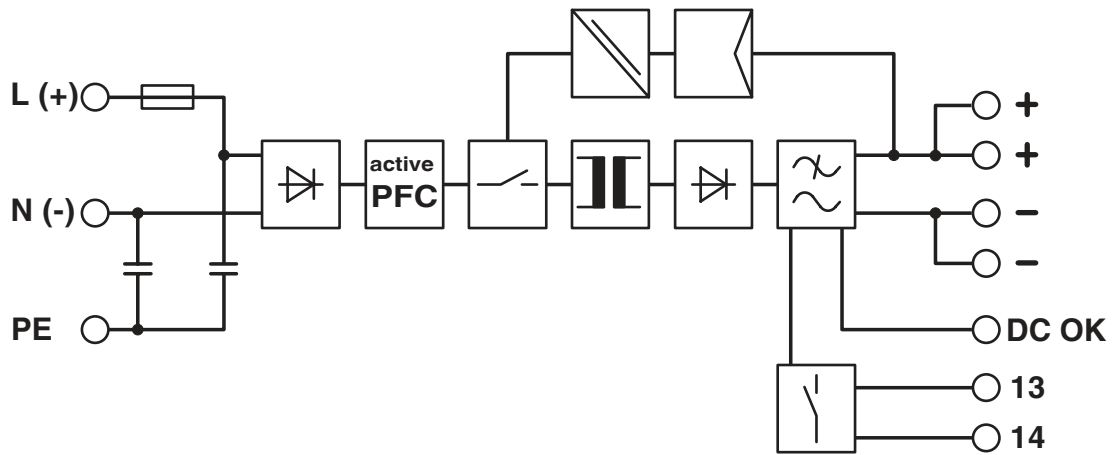 L (+)
N (-)
PE
active
PFC
+
+
−
−
DC OK
13
14